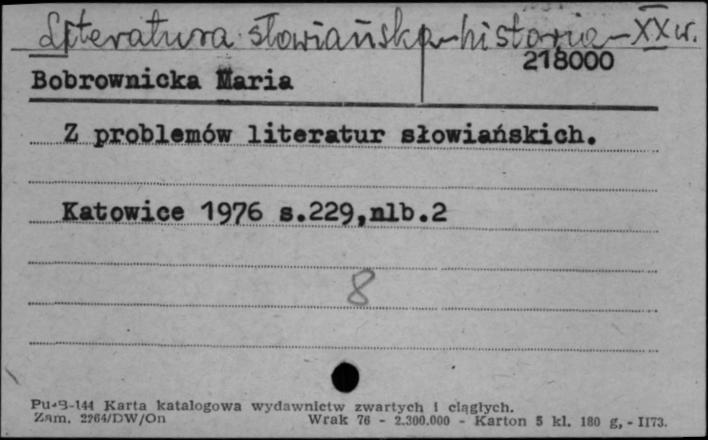 Literatura słowiańska-historia-XX w.
218000
Bobrownicka Maria
Z problemów literatur słowiańskich.
Katowice 1976 s.229,nlb.2
8
Pu-B-144 Karta katalogowa wydawnictw zwartych i ciągłych.
Zam. 2264/DW/On Wrak 76 - 2.300.000 - Karton 5 kl. 180 g, - II73.